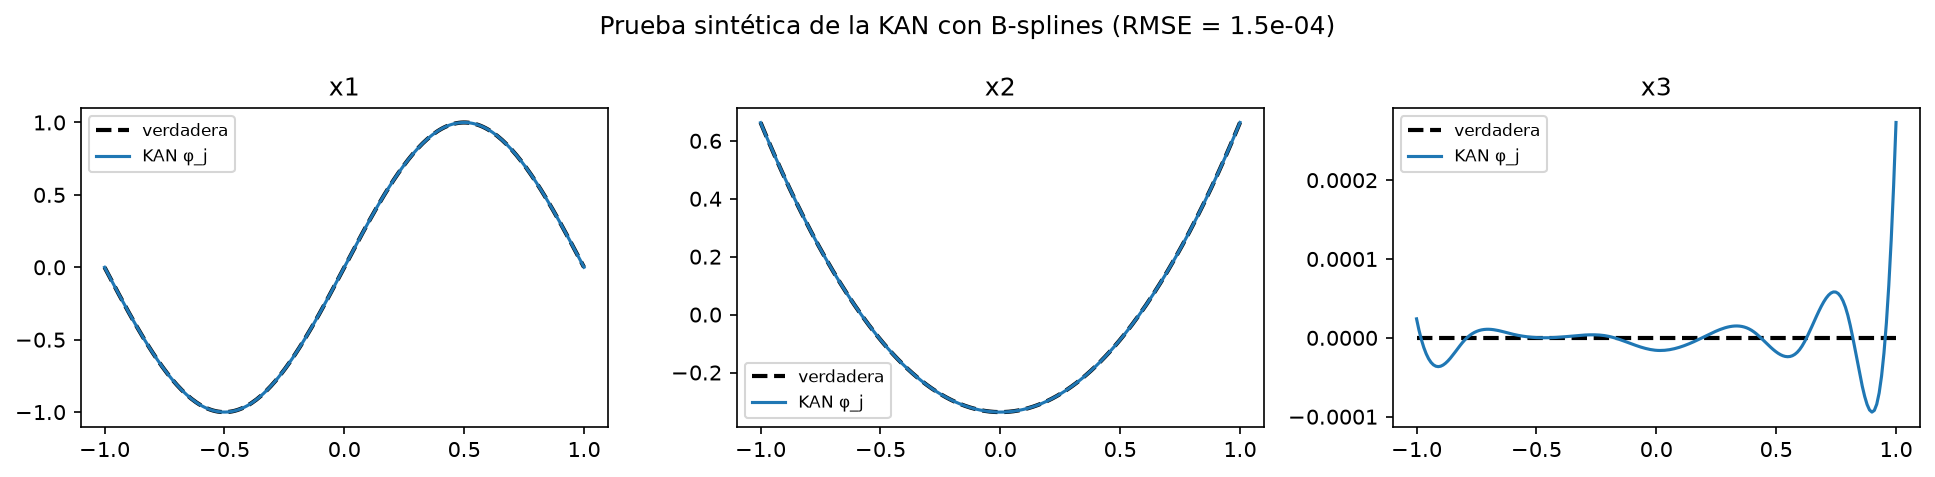 Prueba sintética de la KAN con B-splines (RMSE = 1.5e-04)
x1
verdadera
KAN φ_j
1.0
0.5
0.0
−0.5
−1.0
−1.0 −0.5 0.0 0.5 1.0
x2
0.6
0.4
0.2
0.0
−0.2
verdadera
KAN φ_j
−1.0 −0.5 0.0 0.5 1.0
x3
verdadera
KAN φ_j
0.0002
0.0001
0.0000
−0.0001
−1.0 −0.5 0.0 0.5 1.0